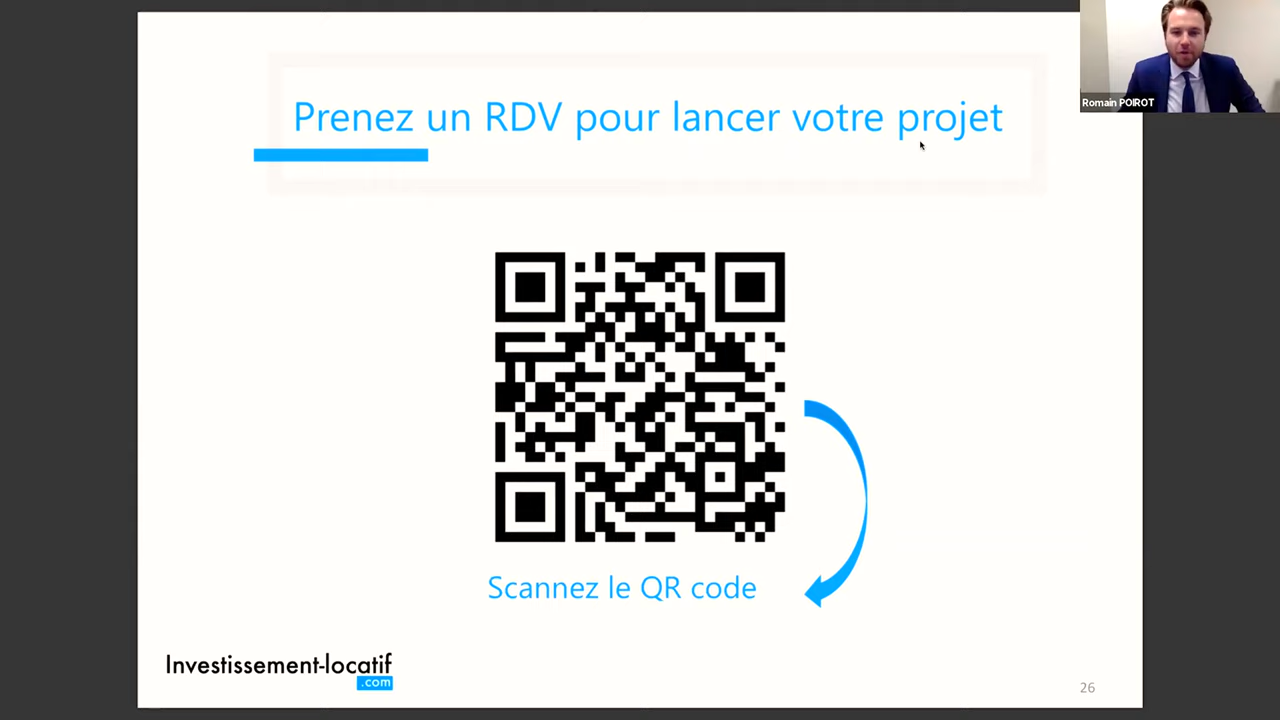 Prenez un RDV pour lancer votre projet
Romain POIROT
Scannez le QR code
Investissement-locatif
.com
26